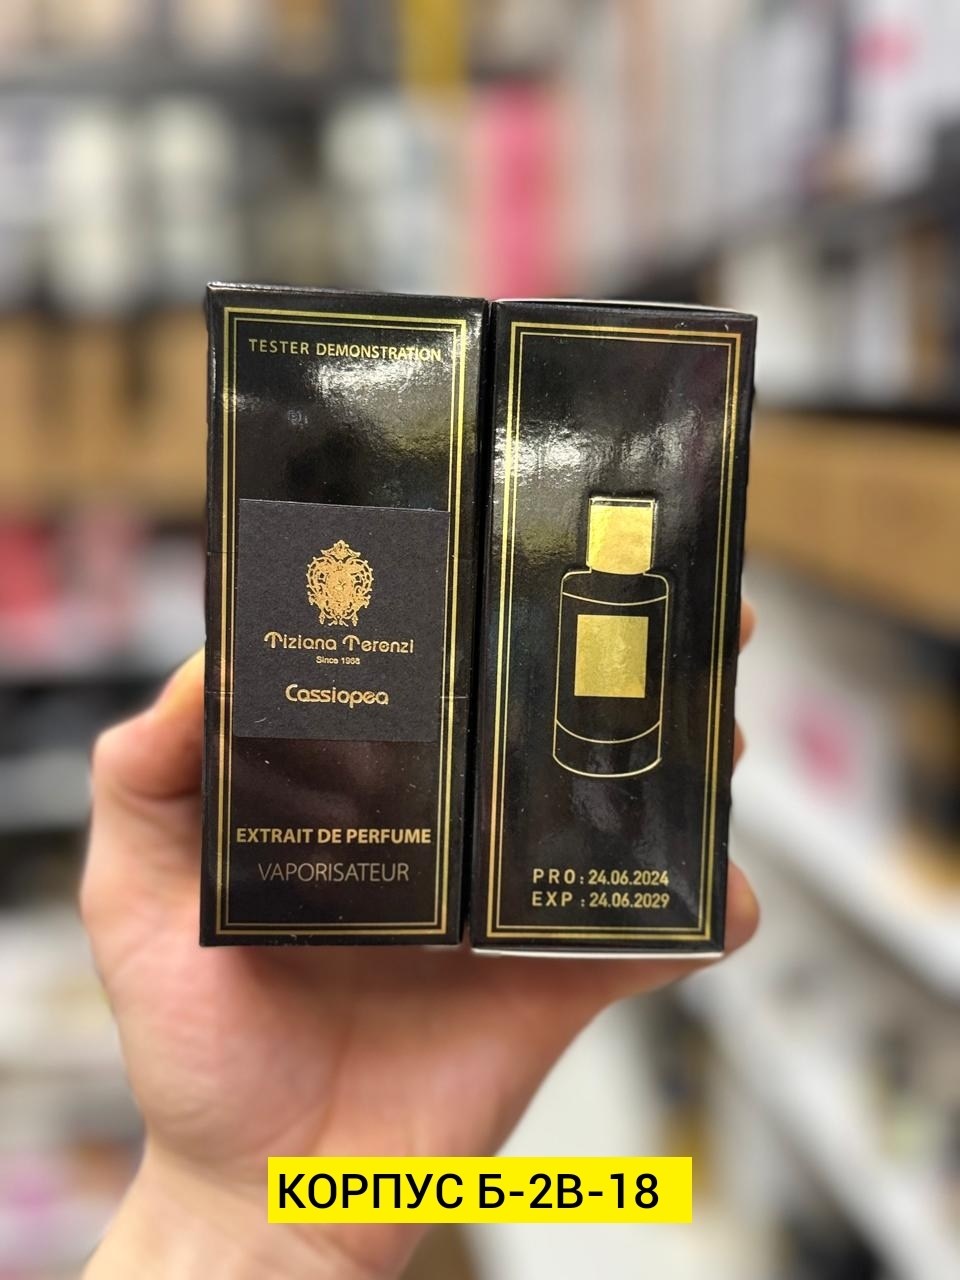 TESTER DEMONSTRATION
Tiziana Terenzi
Since 1968
Cassiopea
EXTRAIT DE PERFUME
VAPORISATEUR
PRO: 24.06.2024
EXP : 24.06.2029
КОРПУС Б-2В-18